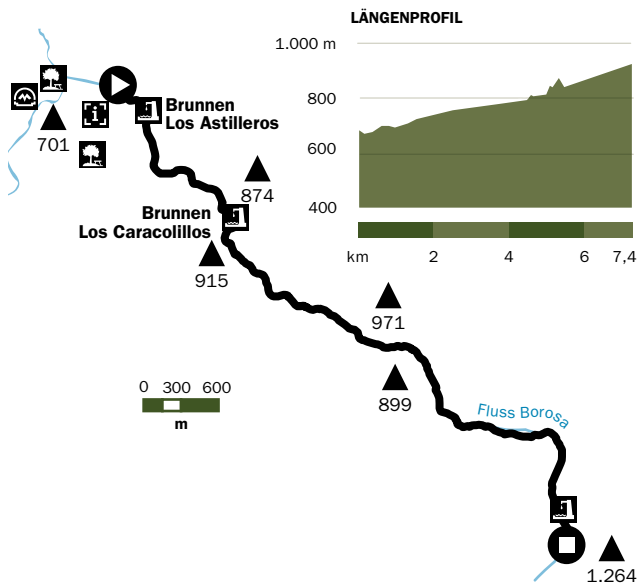 LÄNGENPROFIL
1.000 m
800
600
400
km 2 4 6 7,4
Brunnen
Los Astilleros
701
874
Brunnen
Los Caracolillos
915
971
899
0 300 600
m
Fluss Borosa
1.264